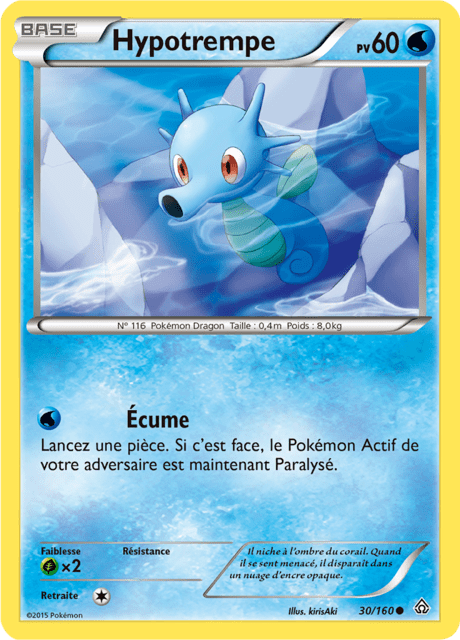 BASE
Hypotrempe
PV60
N° 116 Pokémon Dragon Taille : 0,4m Poids : 8,0kg
Écume
Lancez une pièce. Si c'est face, le Pokémon Actif de
votre adversaire est maintenant Paralysé.
Faiblesse Résistance
×2
Retraite
Il niche à l'ombre du corail. Quand
il se sent menacé, il disparaît dans
un nuage d'encre opaque.
Illus. kirisAki 30/160
©2015 Pokémon